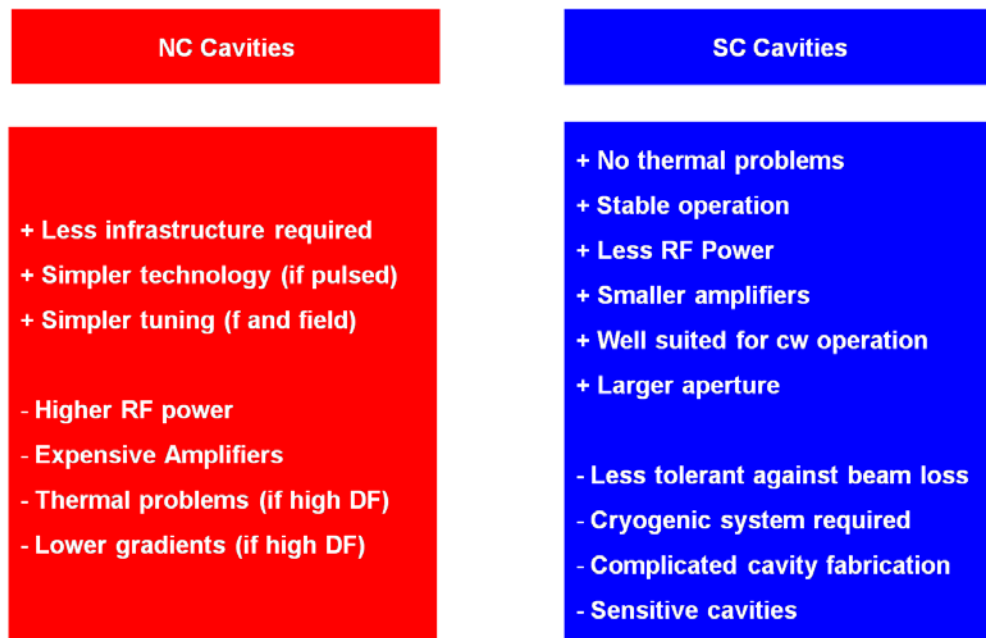 NC Cavities
+ Less infrastructure required
+ Simpler technology (if pulsed)
+ Simpler tuning (f and field)
- Higher RF power
- Expensive Amplifiers
- Thermal problems (if high DF)
- Lower gradients (if high DF)
SC Cavities
+ No thermal problems
+ Stable operation
+ Less RF Power
+ Smaller amplifiers
+ Well suited for cw operation
+ Larger aperture
- Less tolerant against beam loss
- Cryogenic system required
- Complicated cavity fabrication
- Sensitive cavities